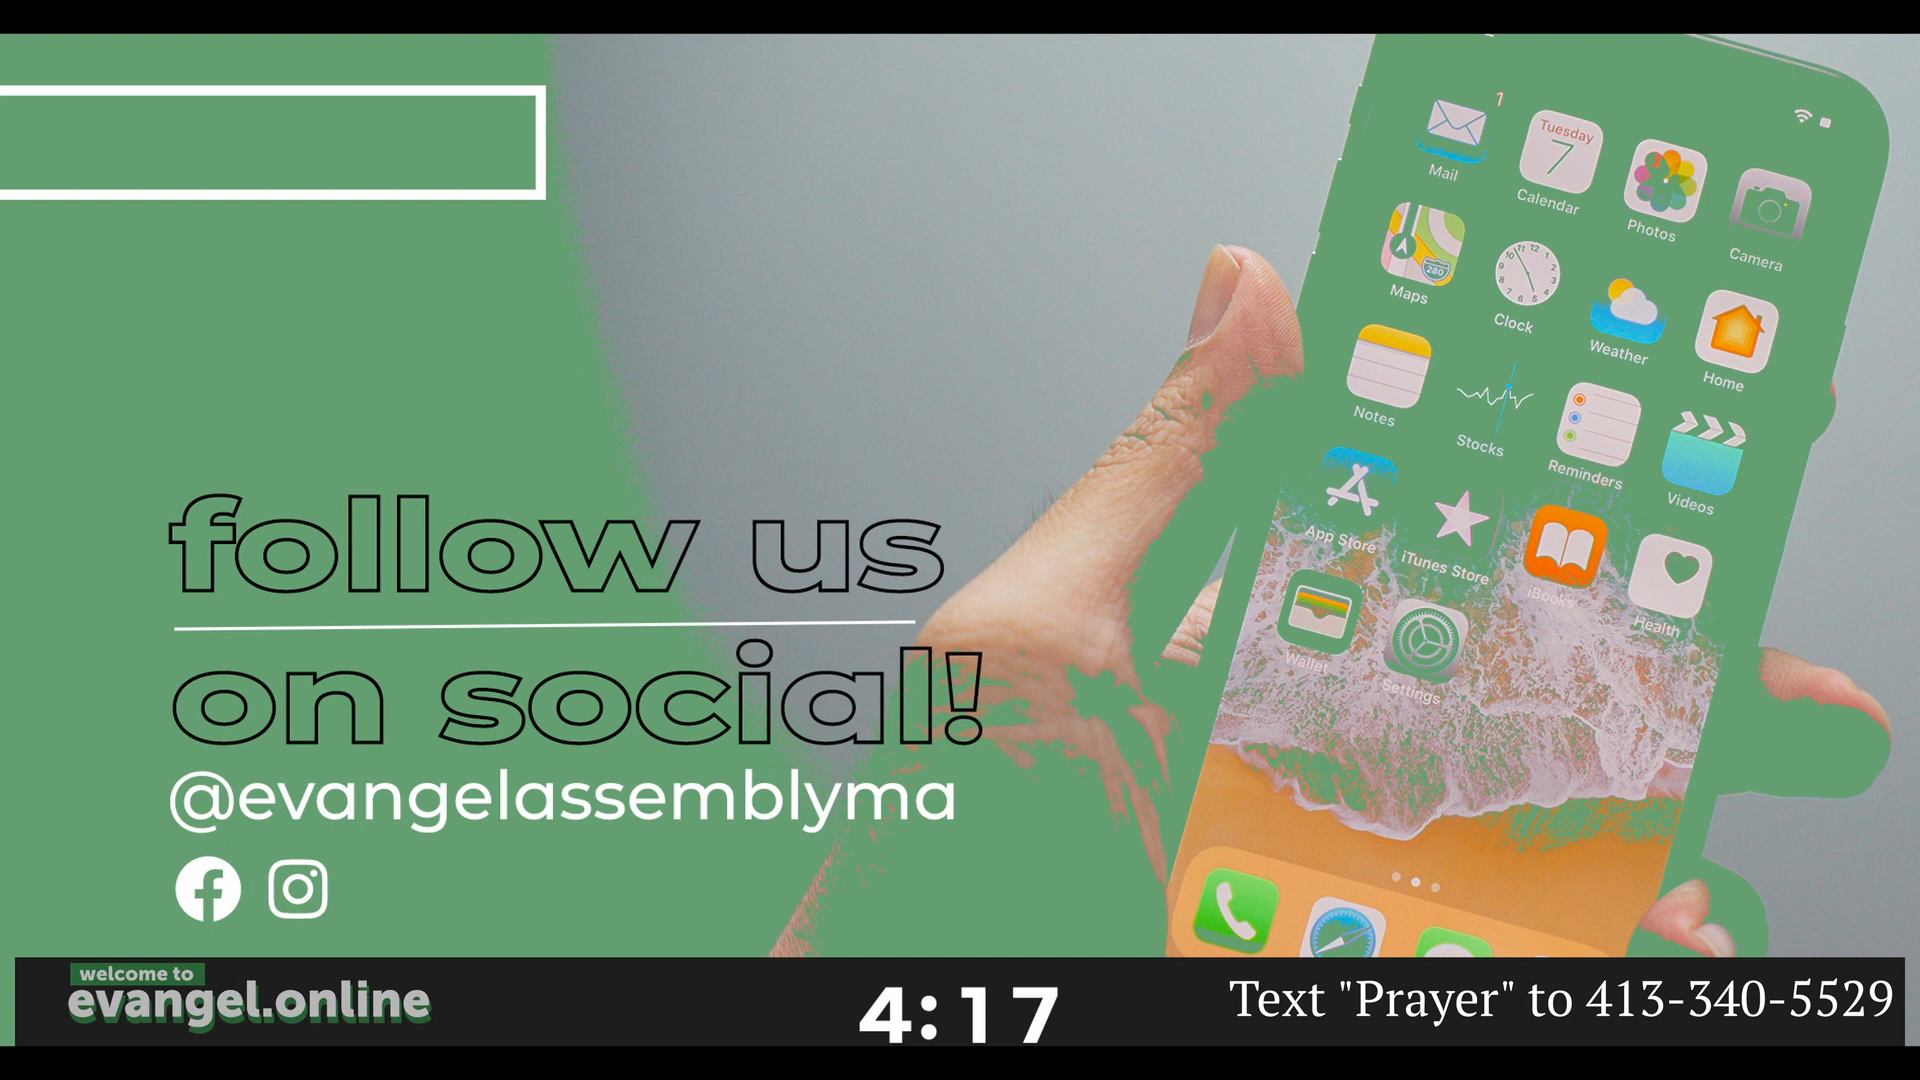 follow us
on social!
@evangelassemblyma
1
Mail
Tuesday
7
Calendar
Photos
Camera
Maps
280
Clock
Weather
Home
Notes
Stocks
Reminders
Videos
App Store
iTunes Store
iBooks
Health
Wallet
Settings
welcome to
evangel.online
4:17
Text "Prayer" to 413-340-5529